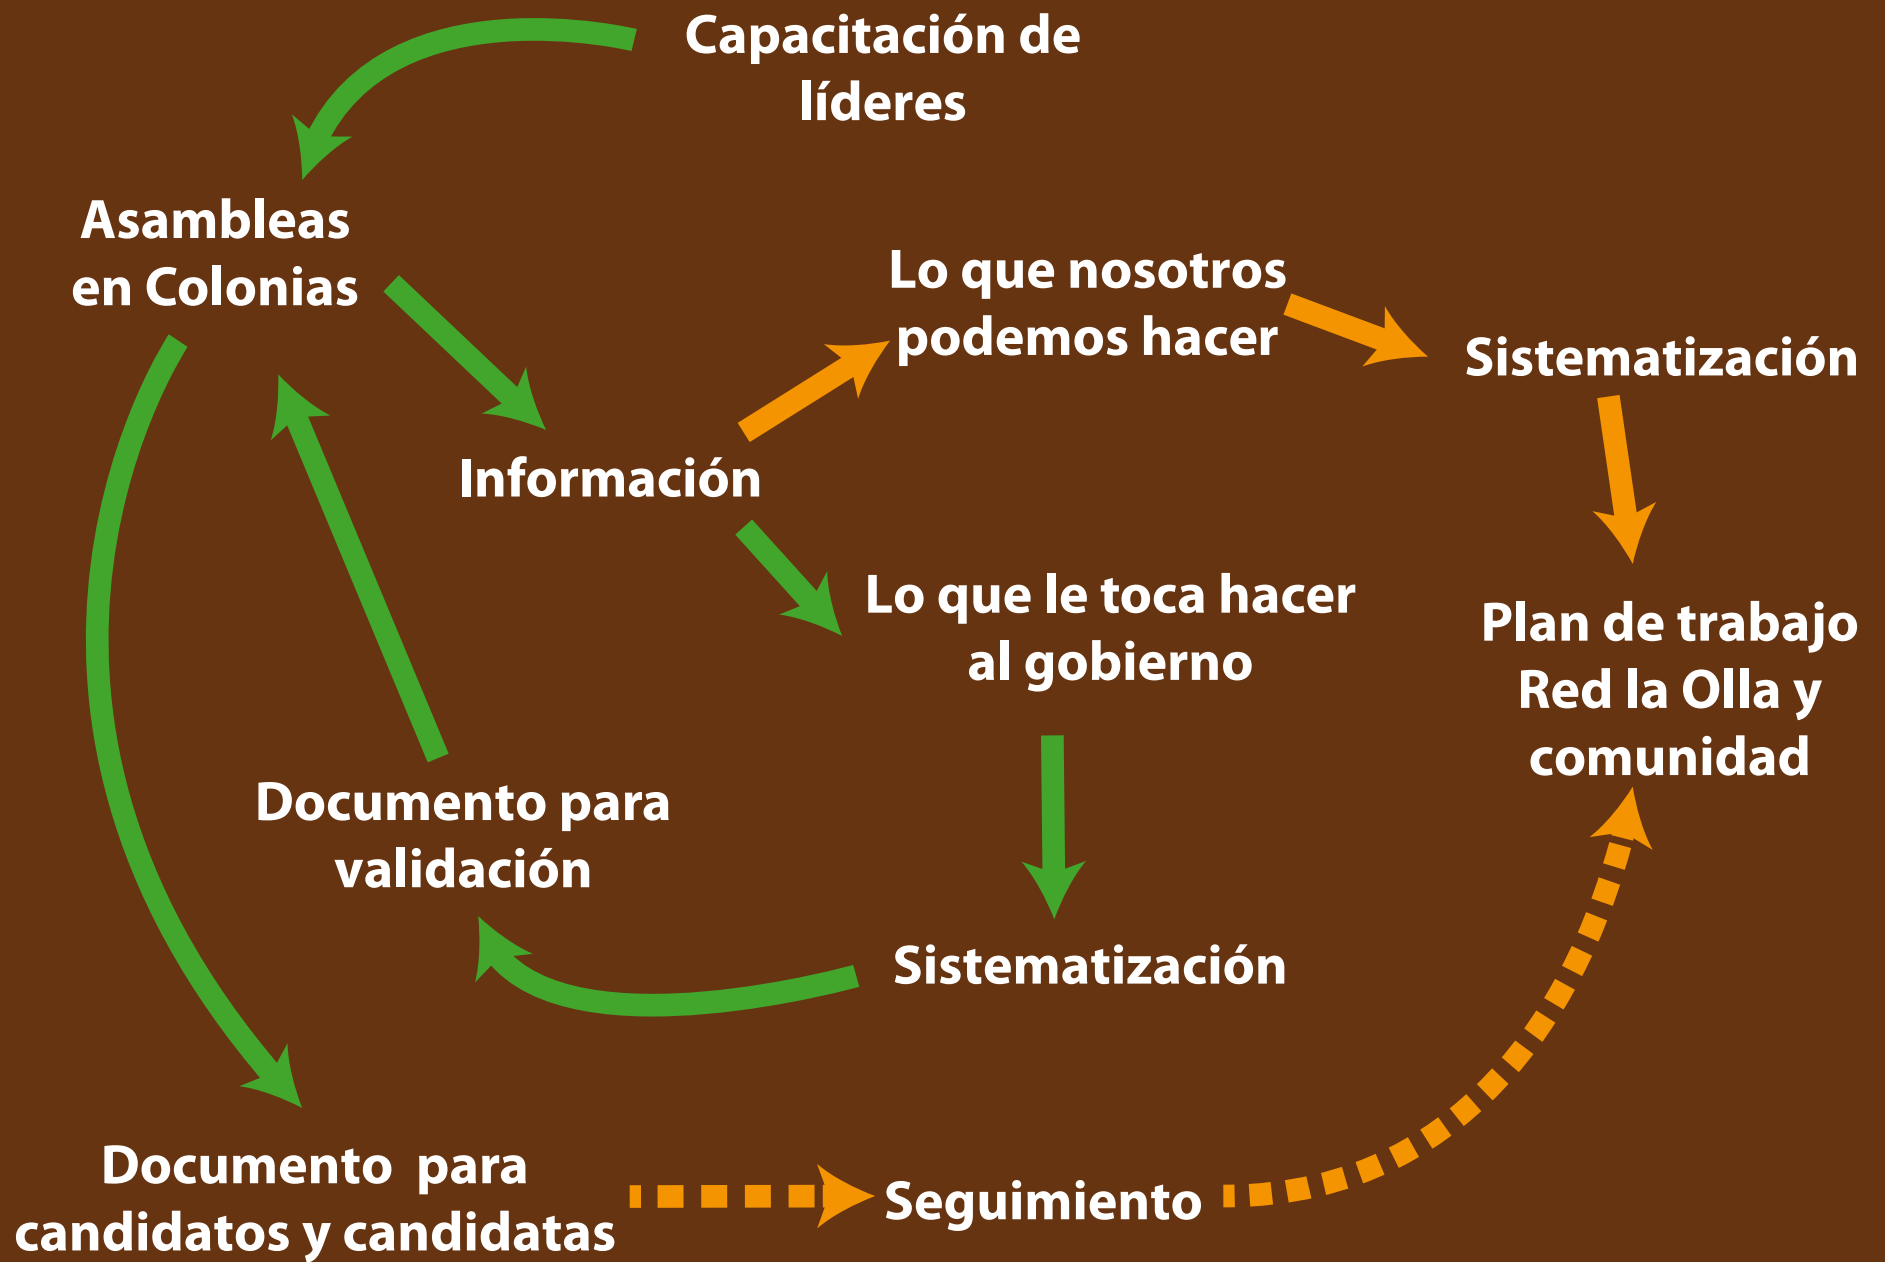 Capacitación de
líderes
Asambleas
en Colonias
Lo que nosotros
podemos hacer
Sistematización
Información
Lo que le toca hacer
al gobierno
Plan de trabajo
Red la Olla y
comunidad
Documento para
validación
Sistematización
Documento para
candidatos y candidatas
Seguimiento